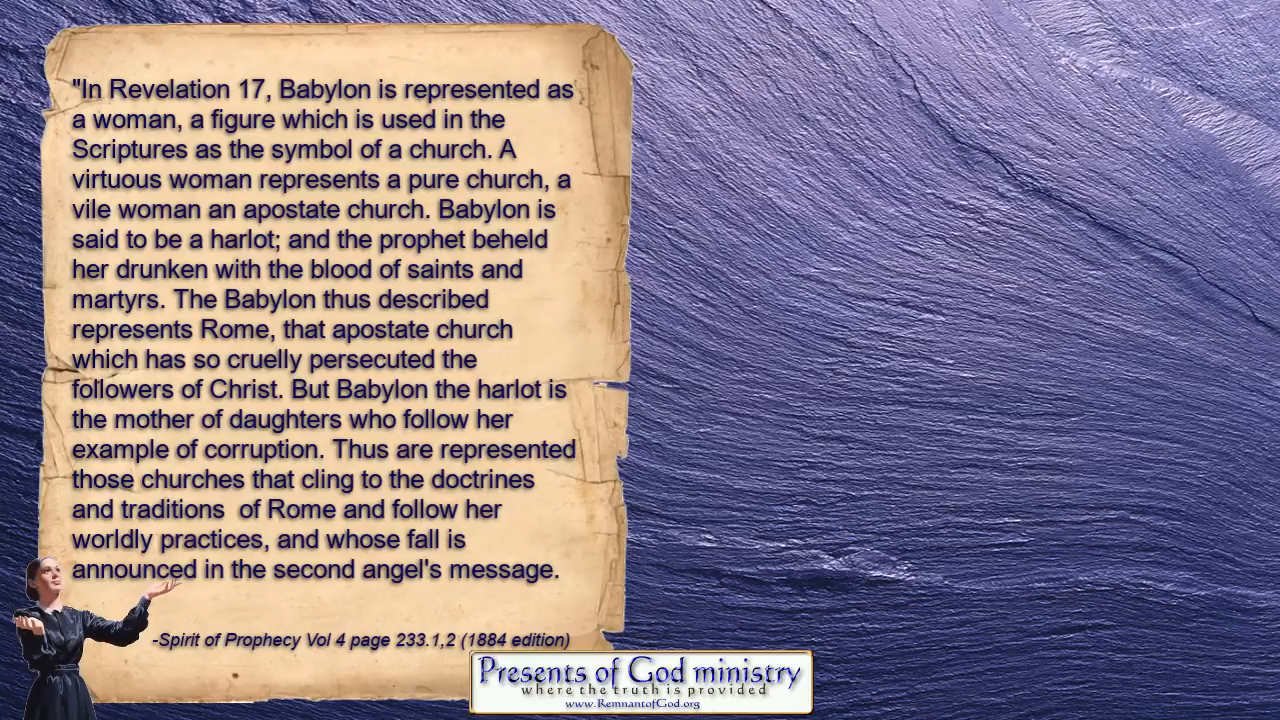 "In Revelation 17, Babylon is represented as
a woman, a figure which is used in the
Scriptures as the symbol of a church. A
virtuous woman represents a pure church, a
vile woman an apostate church. Babylon is
said to be a harlot; and the prophet beheld
her drunken with the blood of saints and
martyrs. The Babylon thus described
represents Rome, that apostate church
which has so cruelly persecuted the
followers of Christ. But Babylon the harlot is
the mother of daughters who follow her
example of corruption. Thus are represented
those churches that cling to the doctrines
and traditions  of Rome and follow her
worldly practices, and whose fall is
announced in the second angel's message.
-Spirit of Prophecy Vol 4 page 233.1,2 (1884 edition)
Presents of God ministry
where the truth is provided
www.RemnantofGod.org